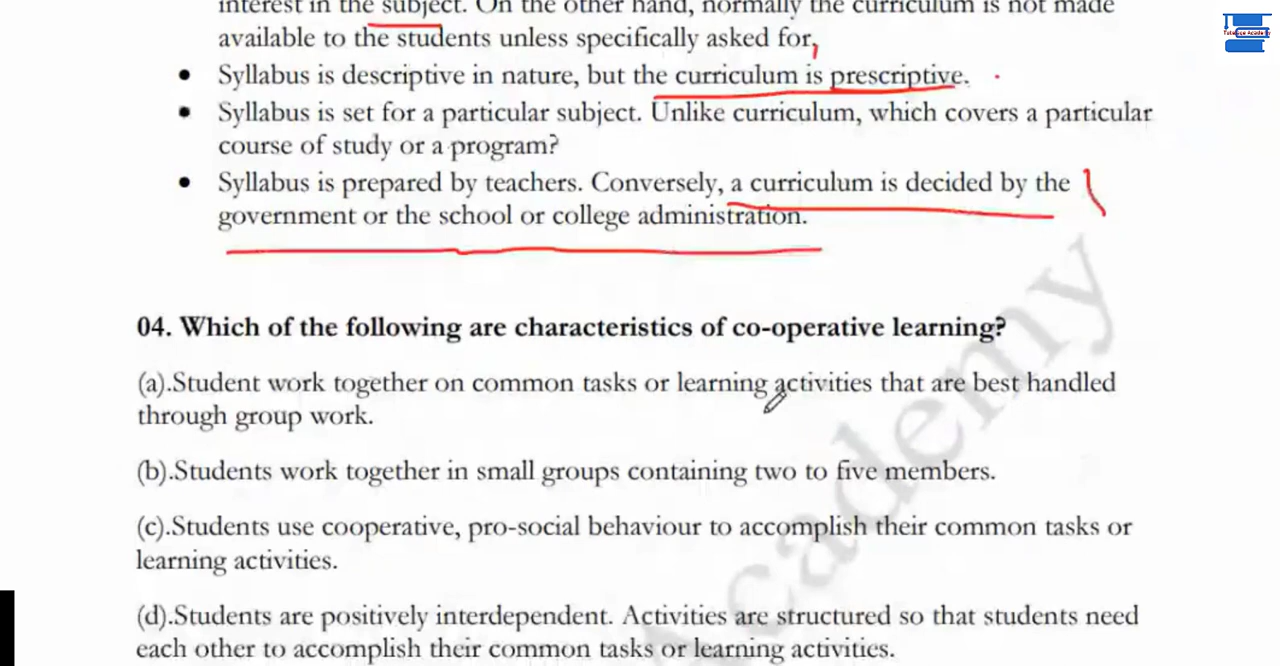 interest in the subject. On the other hand, normally the curriculum is not made
available to the students unless specifically asked for,
• Syllabus is descriptive in nature, but the curriculum is prescriptive.
• Syllabus is set for a particular subject. Unlike curriculum, which covers a particular
course of study or a program?
• Syllabus is prepared by teachers. Conversely, a curriculum is decided by the
government or the school or college administration.
04. Which of the following are characteristics of co-operative learning?
(a).Student work together on common tasks or learning activities that are best handled
through group work.
(b).Students work together in small groups containing two to five members.
(c).Students use cooperative, pro-social behaviour to accomplish their common tasks or
learning activities.
(d).Students are positively interdependent. Activities are structured so that students need
each other to accomplish their common tasks or learning activities.
Academy